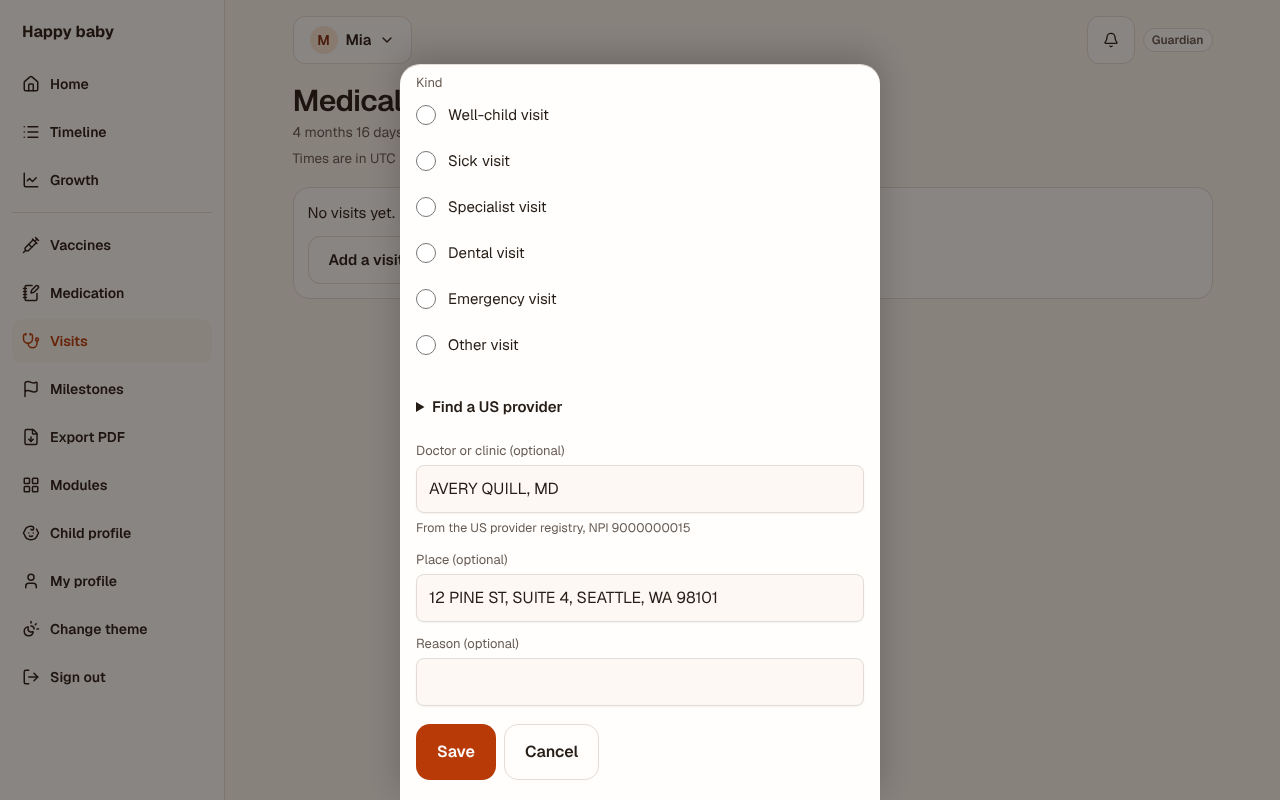 Happy baby
Home
Timeline
Growth
Vaccines
Medication
Visits
Milestones
Export PDF
Modules
Child profile
My profile
Change theme
Sign out
M Mia
Guardian
Medical
4 months 16 days
Times are in UTC
No visits yet.
Add a visit
Kind
Well-child visit
Sick visit
Specialist visit
Dental visit
Emergency visit
Other visit
Find a US provider
Doctor or clinic (optional)
AVERY QUILL, MD
From the US provider registry, NPI 9000000015
Place (optional)
12 PINE ST, SUITE 4, SEATTLE, WA 98101
Reason (optional)
Save Cancel